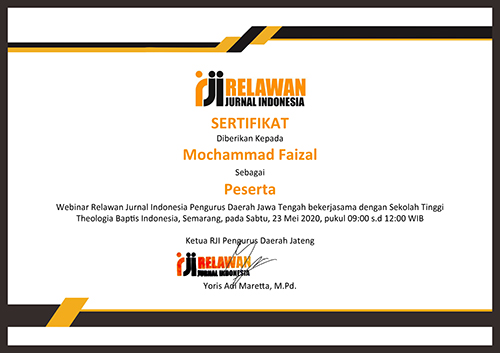 rji RELAWAN
JURNAL INDONESIA
SERTIFIKAT
Diberikan Kepada
Mochammad Faizal
Sebagai
Peserta
Webinar Relawan Jurnal Indonesia Pengurus Daerah Jawa Tengah bekerjasama dengan Sekolah Tinggi
Theologia Baptis Indonesia, Semarang, pada Sabtu, 23 Mei 2020, pukul 09:00 s.d 12:00 WIB
Ketua RJI Pengurus Daerah Jateng
rji RELAWAN
JURNAL INDONESIA
Yoris Adi Maretta, M.Pd.